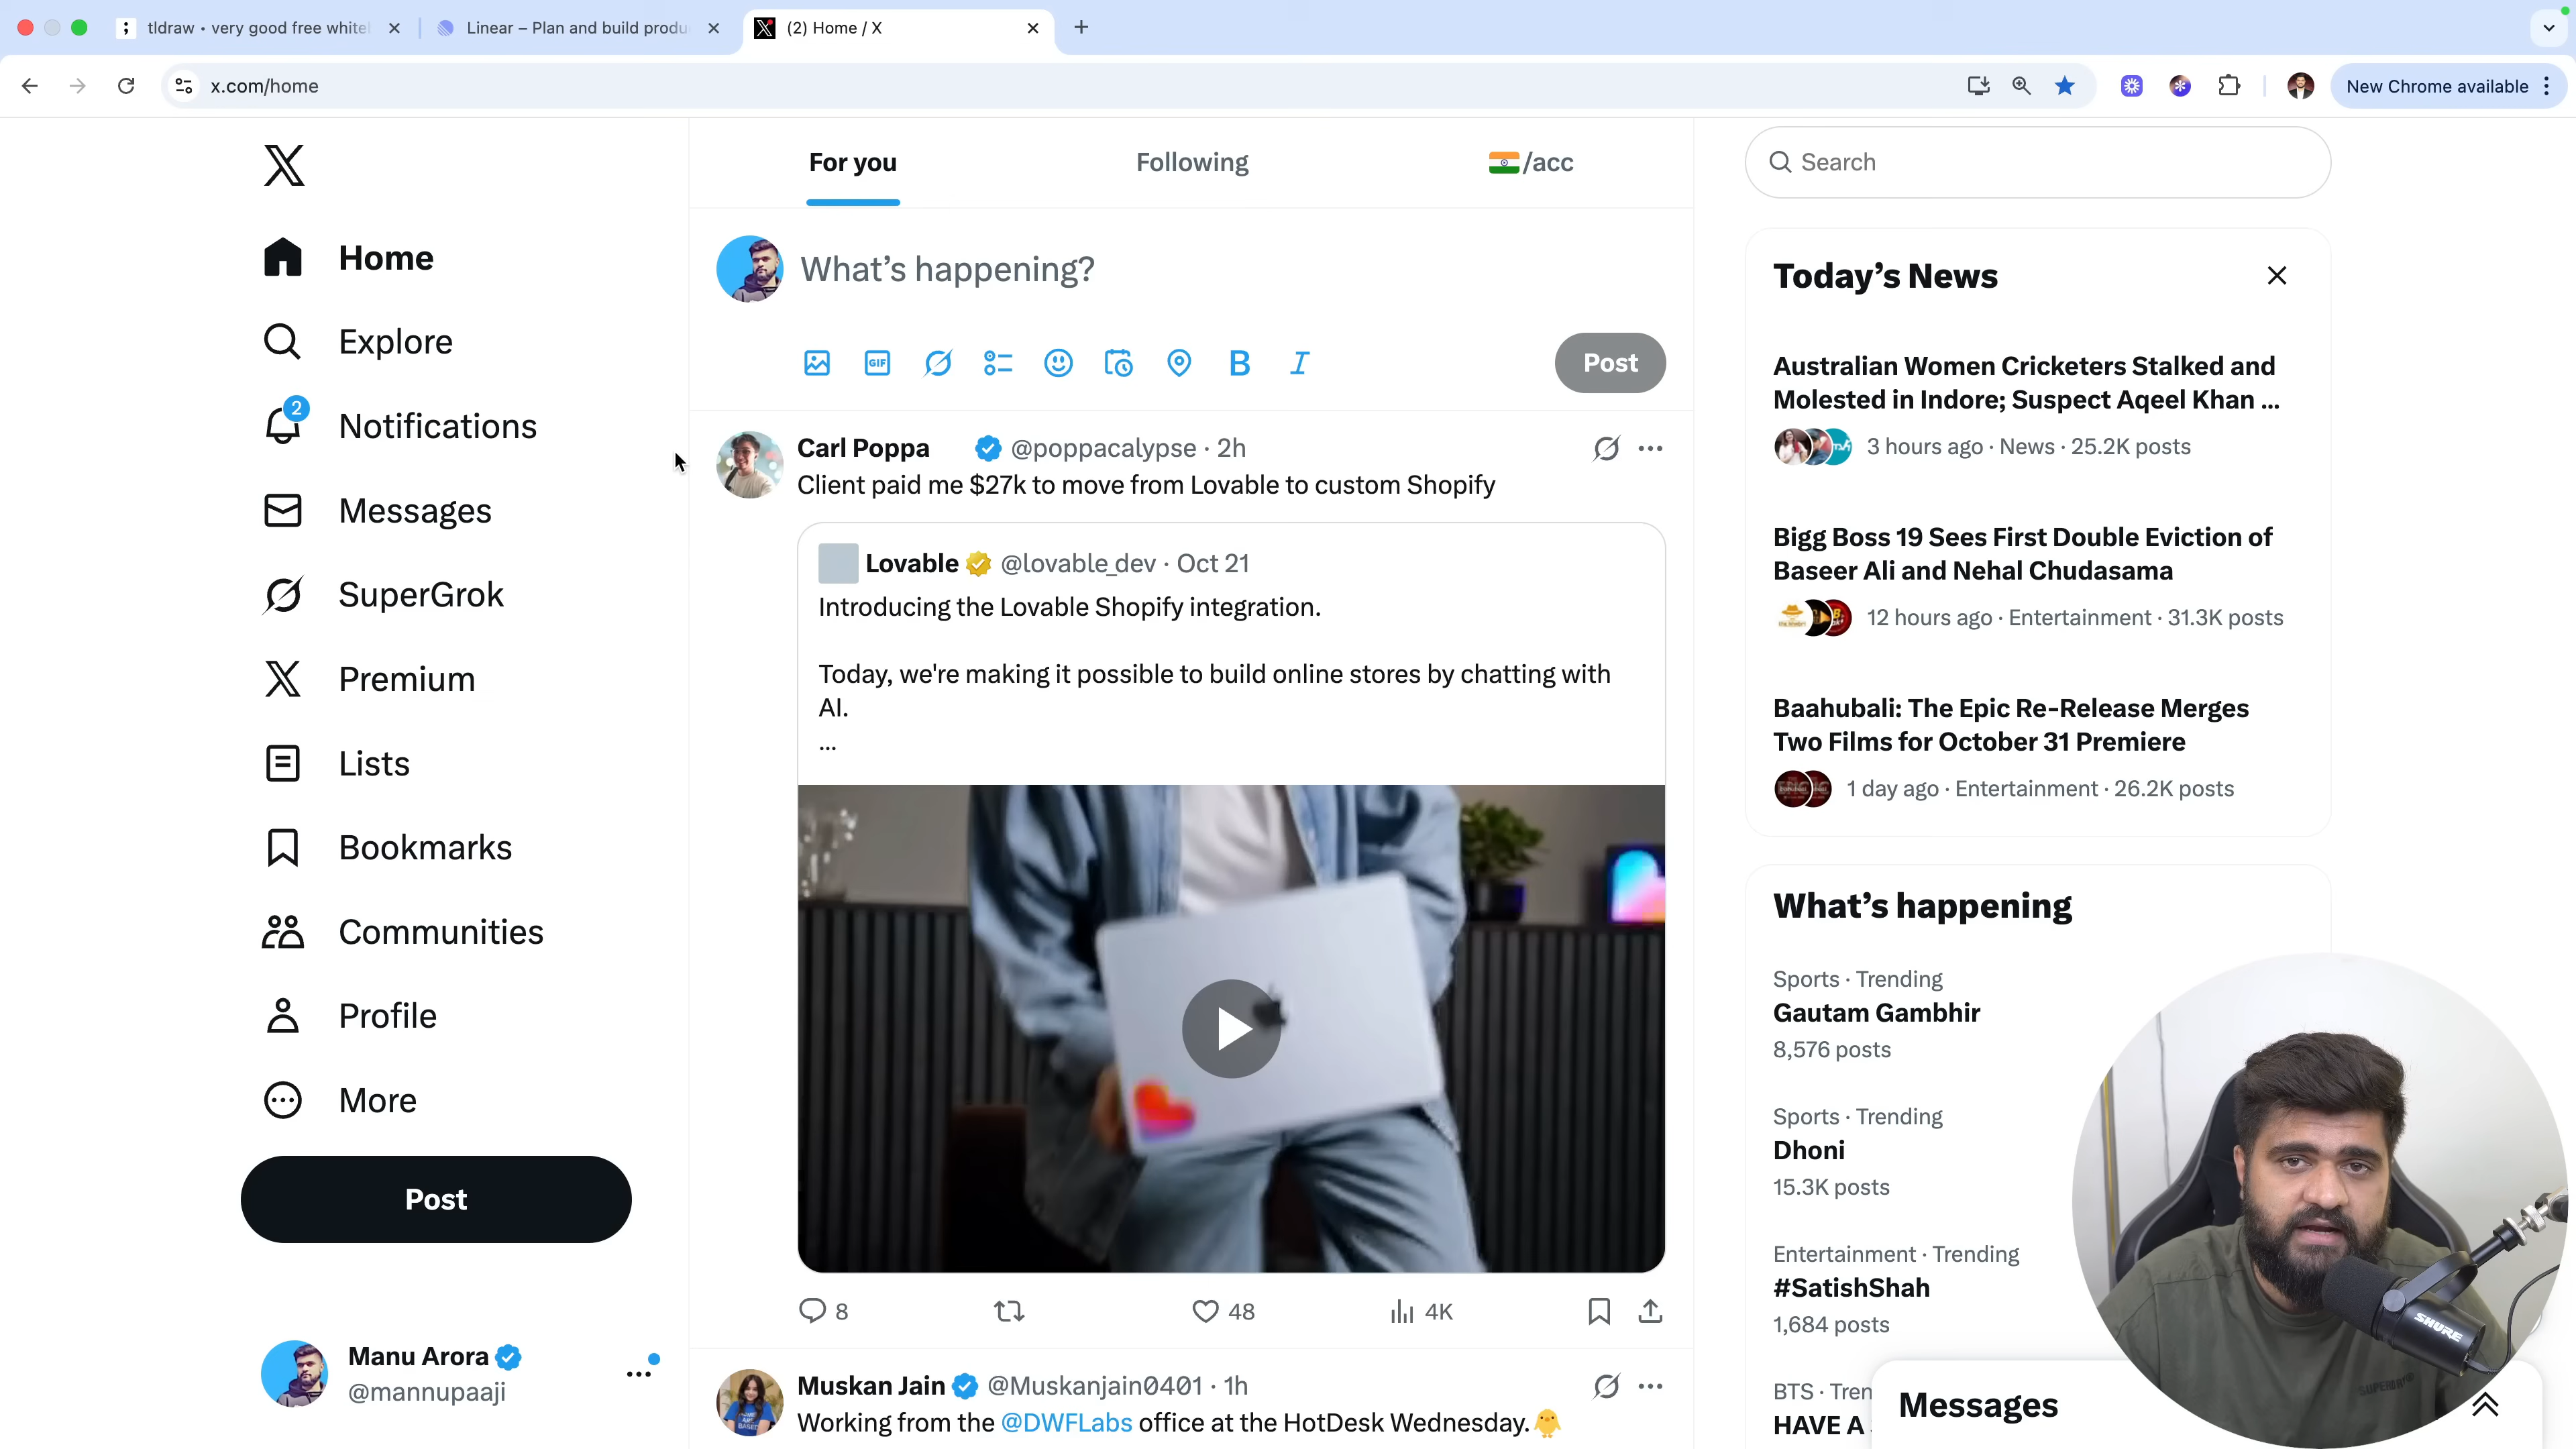 tldraw • very good free white
Linear – Plan and build produ
(2) Home / X
x.com/home
New Chrome available
Home
Explore
2
Notifications
Messages
SuperGrok
Premium
Lists
Bookmarks
Communities
Profile
More
Post
Manu Arora
@mannupaaji
For you
Following
🇮🇳/acc
What’s happening?
GIF
B
I
Post
Carl Poppa @poppacalypse · 2h
Client paid me $27k to move from Lovable to custom Shopify
Lovable @lovable_dev · Oct 21
Introducing the Lovable Shopify integration.
Today, we're making it possible to build online stores by chatting with
AI.
...
8
48
4K
Muskan Jain @Muskanjain0401 · 1h
Working from the @DWFLabs office at the HotDesk Wednesday.🐥
Search
Today’s News
Australian Women Cricketers Stalked and
Molested in Indore; Suspect Aqeel Khan ...
3 hours ago · News · 25.2K posts
Bigg Boss 19 Sees First Double Eviction of
Baseer Ali and Nehal Chudasama
12 hours ago · Entertainment · 31.3K posts
Baahubali: The Epic Re-Release Merges
Two Films for October 31 Premiere
1 day ago · Entertainment · 26.2K posts
What’s happening
Sports · Trending
Gautam Gambhir
8,576 posts
Sports · Trending
Dhoni
15.3K posts
Entertainment · Trending
#SatishShah
1,684 posts
BTS · Tren
HAVE A
Messages
SHURE